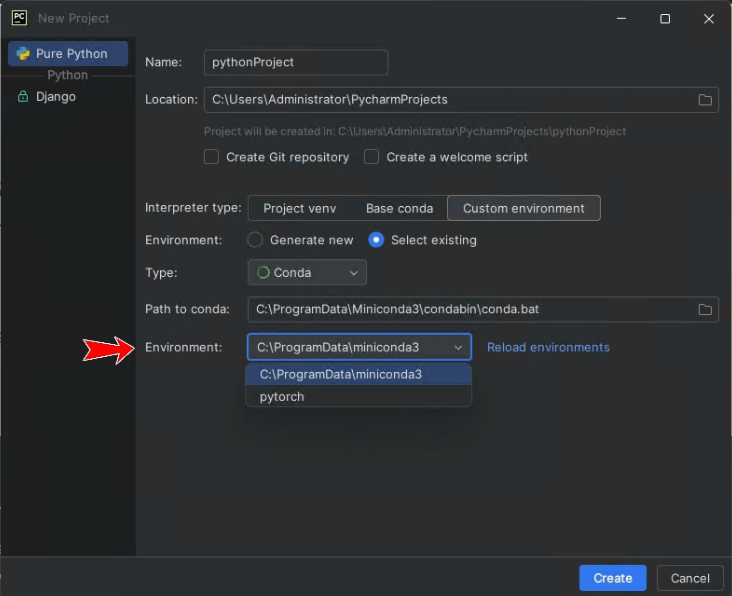 PC New Project
Pure Python
Python
Django
Name: pythonProject
Location: C:\Users\Administrator\PycharmProjects
Project will be created in: C:\Users\Administrator\PycharmProjects\pythonProject
Create Git repository Create a welcome script
Interpreter type: Project venv Base conda Custom environment
Environment: Generate new Select existing
Type: Conda
Path to conda: C:\ProgramData\Miniconda3\condabin\conda.bat
Environment: C:\ProgramData\miniconda3 Reload environments
C:\ProgramData\miniconda3
pytorch
Create Cancel